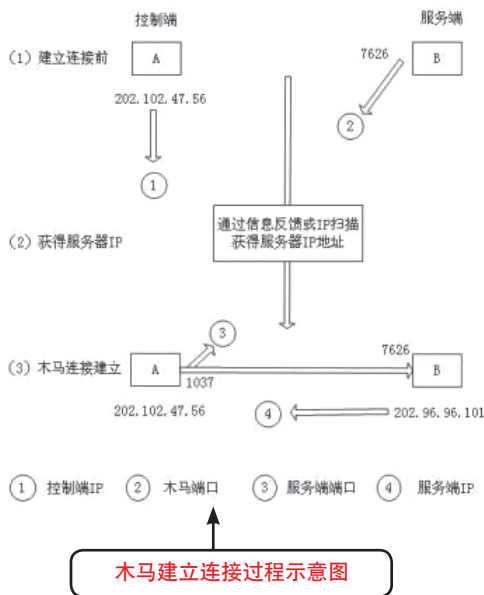 控制端 服务端
(1) 建立连接前 A 7626 B
202.102.47.56
②
①
通过信息反馈或IP扫描
(2) 获得服务器IP 获得服务器IP地址
③
7626
(3) 木马连接建立 A B
1037
202.102.47.56 ④ 202.96.96.101
① 控制端IP ② 木马端口 ③ 服务端端口 ④ 服务端IP
木马建立连接过程示意图